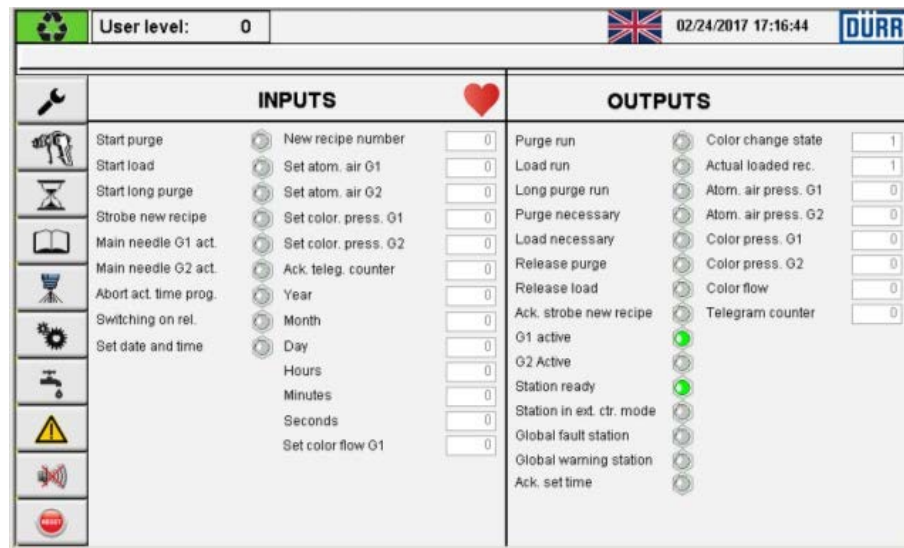 User level: 0
02/24/2017 17:16:44
DÜRR
INPUTS
Start purge
Start load
Start long purge
Strobe new recipe
Main needle G1 act.
Main needle G2 act.
Abort act. time prog.
Switching on rel.
Set date and time
New recipe number 0
Set atom. air G1 0
Set atom. air G2 0
Set color. press. G1 0
Set color. press. G2 0
Ack. teleg. counter 0
Year 0
Month 0
Day 0
Hours 0
Minutes 0
Seconds 0
Set color flow G1 0
OUTPUTS
Purge run
Load run
Long purge run
Purge necessary
Load necessary
Release purge
Release load
Ack. strobe new recipe
G1 active
G2 Active
Station ready
Station in ext. ctr. mode
Global fault station
Global warning station
Ack. set time
Color change state 1
Actual loaded rec. 1
Atom. air press. G1 0
Atom. air press. G2 0
Color press. G1 0
Color press. G2 0
Color flow 0
Telegram counter 0
RESET